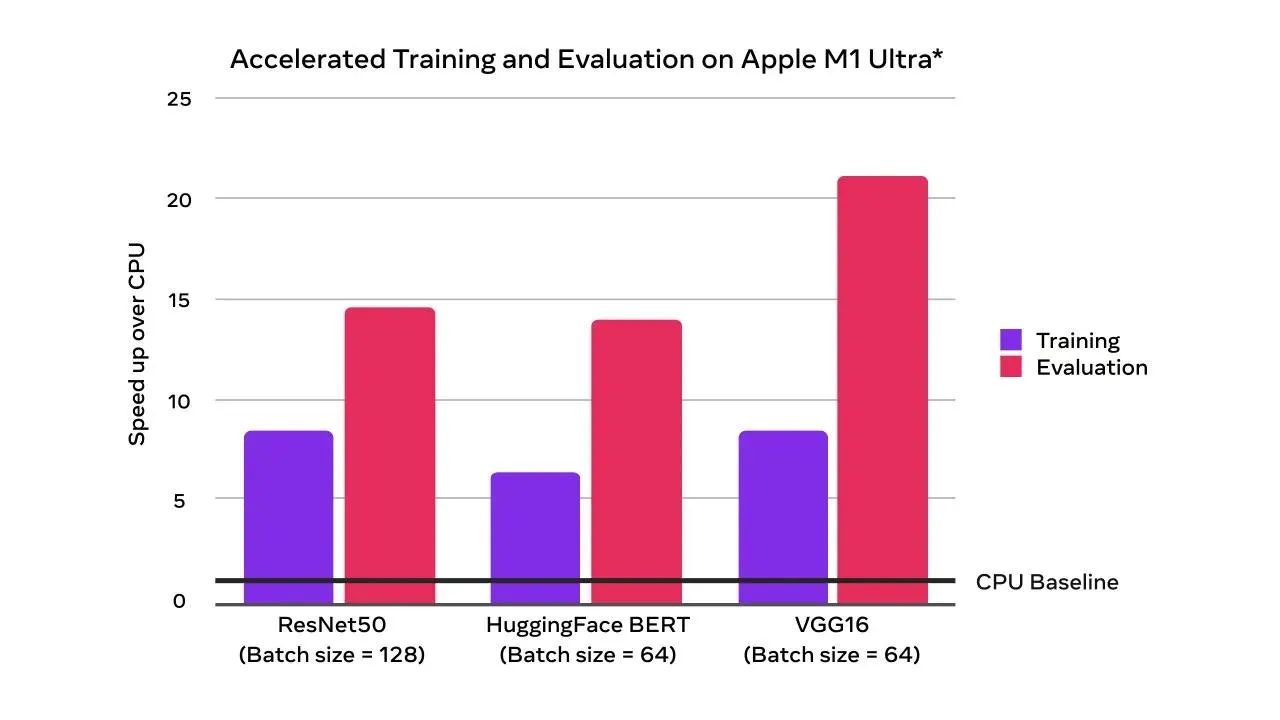 Accelerated Training and Evaluation on Apple M1 Ultra*
25
20
15
10
5
0
Speed up over CPU
Training
Evaluation
CPU Baseline
ResNet50
(Batch size = 128)
HuggingFace BERT
(Batch size = 64)
VGG16
(Batch size = 64)